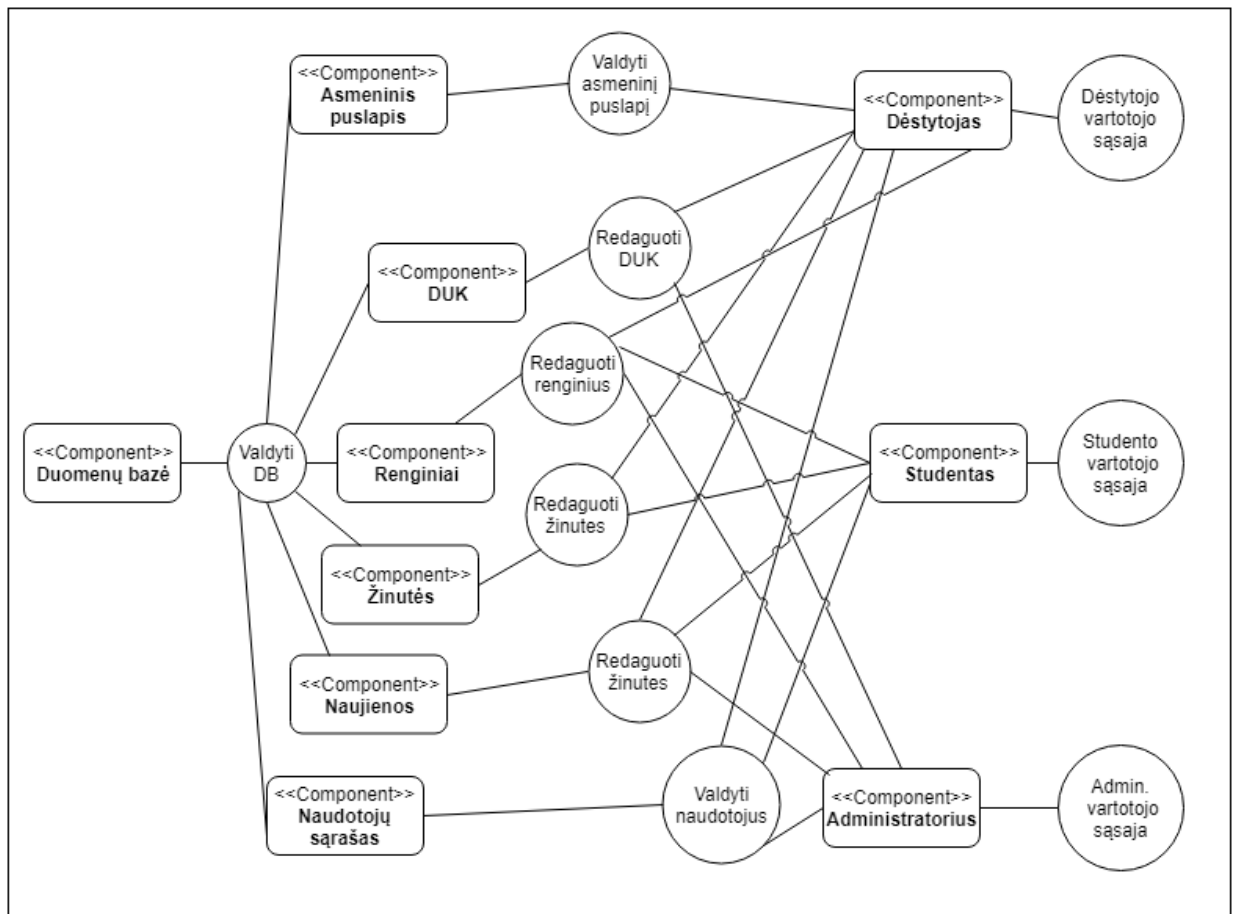 <<Component>>
Asmeninis
puslapis
Valdyti
asmeninį
puslapį
<<Component>>
Dėstytojas
Dėstytojo
vartotojo
sąsaja
<<Component>>
DUK
Redaguoti
DUK
Redaguoti
renginius
<<Component>>
Duomenų bazė
Valdyti
DB
<<Component>>
Renginiai
<<Component>>
Studentas
Studento
vartotojo
sąsaja
Redaguoti
žinutes
<<Component>>
Žinutės
<<Component>>
Naujienos
Redaguoti
žinutes
<<Component>>
Naudotojų
sąrašas
Valdyti
naudotojus
<<Component>>
Administratorius
Admin.
vartotojo
sąsaja